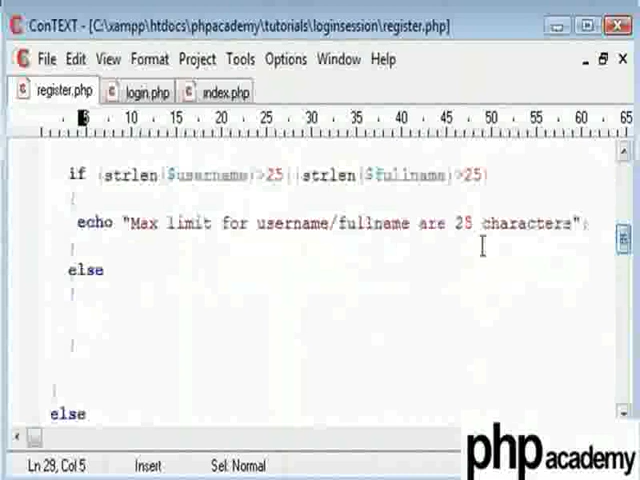 ConTEXT - [C:\xampp\htdocs\phpacademy\tutorials\loginsession\register.php]
File Edit View Format Project Tools Options Window Help
register.php login.php index.php
5 10 15 20 25 30 35 40 45 50 55 60 65
if (strlen($username)>25||strlen($fullname)>25)
{
echo "Max limit for username/fullname are 25 characters";
}
else
{
}
}
else
Ln 29, Col 5 Insert Sel: Normal
php academy